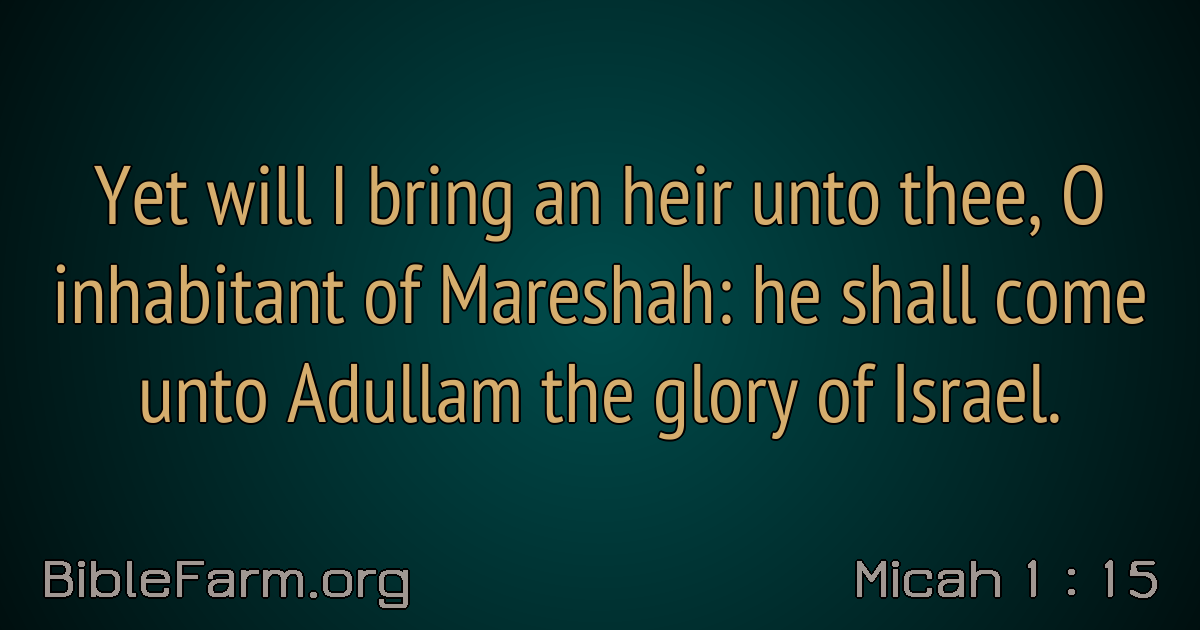 Yet will I bring an heir unto thee, O
inhabitant of Mareshah: he shall come
unto Adullam the glory of Israel.
BibleFarm.org
Micah 1 : 15